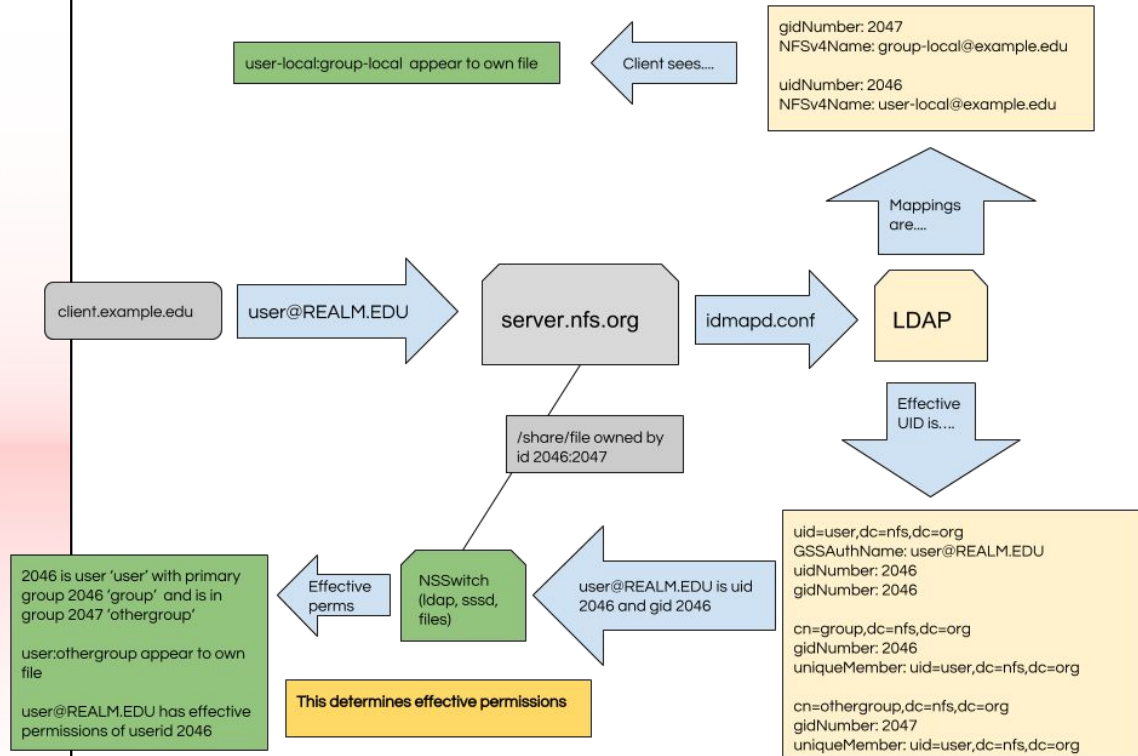 gidNumber: 2047
NFSv4Name: group-local@example.edu
uidNumber: 2046
NFSv4Name: user-local@example.edu
user-local:group-local appear to own file
Client sees....
Mappings
are....
client.example.edu
user@REALM.EDU
server.nfs.org
idmapd.conf
LDAP
/share/file owned by
id 2046:2047
Effective
UID is....
2046 is user 'user' with primary
group 2046 'group' and is in
group 2047 'othergroup'
user:othergroup appear to own
file
user@REALM.EDU has effective
permissions of userid 2046
Effective
perms
NSSwitch
(ldap, sssd,
files)
user@REALM.EDU is uid
2046 and gid 2046
uid=user,dc=nfs,dc=org
GSSAuthName: user@REALM.EDU
uidNumber: 2046
gidNumber: 2046
cn=group,dc=nfs,dc=org
gidNumber: 2046
uniqueMember: uid=user,dc=nfs,dc=org
cn=othergroup,dc=nfs,dc=org
gidNumber: 2047
uniqueMember: uid=user,dc=nfs,dc=org
This determines effective permissions